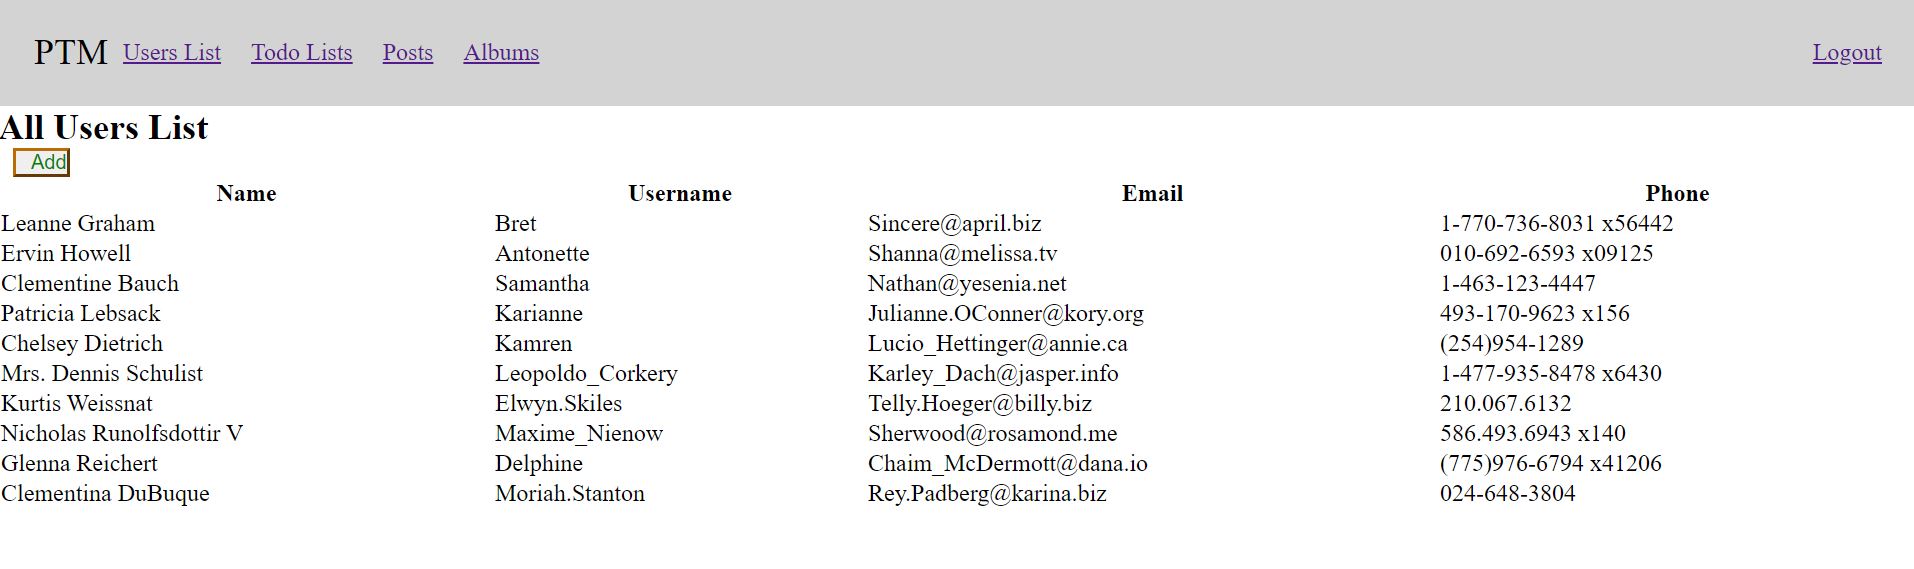 PTM Users List Todo Lists Posts Albums Logout
All Users List
Add
Name Username Email Phone
Leanne Graham Bret Sincere@april.biz 1-770-736-8031 x56442
Ervin Howell Antonette Shanna@melissa.tv 010-692-6593 x09125
Clementine Bauch Samantha Nathan@yesenia.net 1-463-123-4447
Patricia Lebsack Karianne Julianne.OConner@kory.org 493-170-9623 x156
Chelsey Dietrich Kamren Lucio_Hettinger@annie.ca (254)954-1289
Mrs. Dennis Schulist Leopoldo_Corkery Karley_Dach@jasper.info 1-477-935-8478 x6430
Kurtis Weissnat Elwyn.Skiles Telly.Hoeger@billy.biz 210.067.6132
Nicholas Runolfsdottir V Maxime_Nienow Sherwood@rosamond.me 586.493.6943 x140
Glenna Reichert Delphine Chaim_McDermott@dana.io (775)976-6794 x41206
Clementina DuBuque Moriah.Stanton Rey.Padberg@karina.biz 024-648-3804